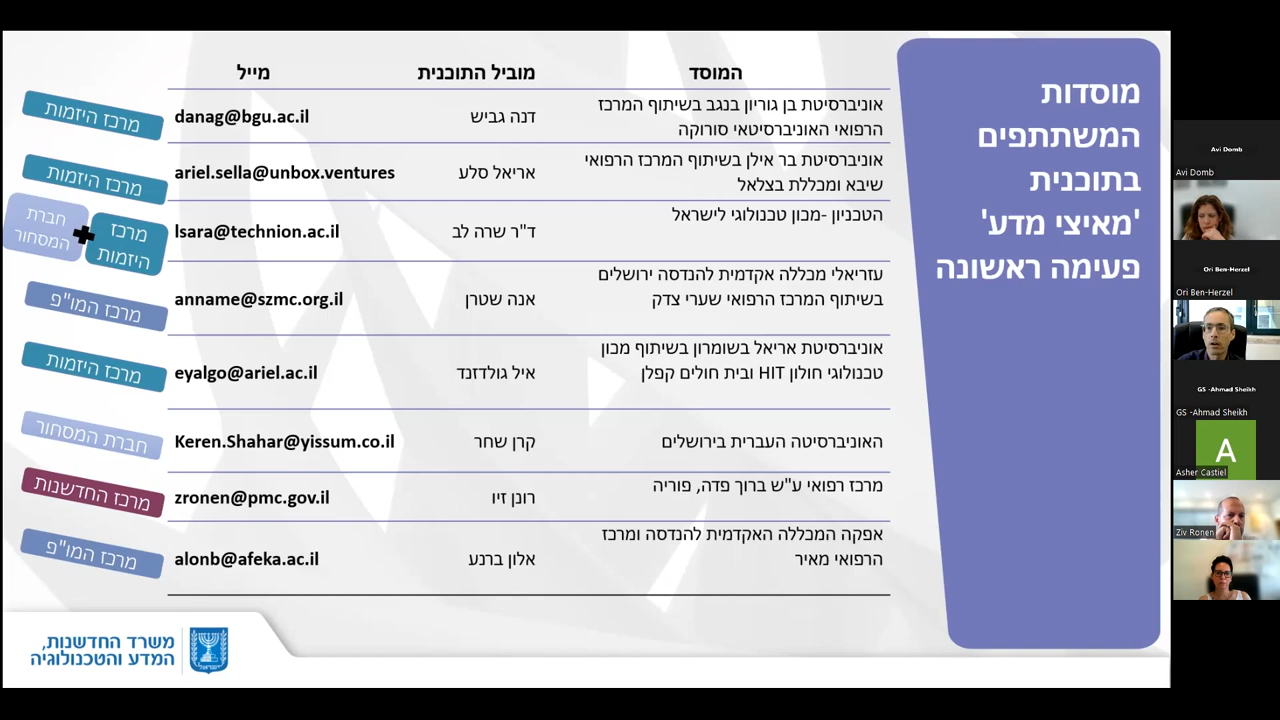 מוסדות
המשתתפים
בתוכנית
'מאיצי מדע'
פעימה ראשונה
המוסד
מוביל התוכנית
מייל
אוניברסיטת בן גוריון בנגב בשיתוף המרכז
הרפואי האוניברסיטאי סורוקה
דנה גביש
danag@bgu.ac.il
מרכז היזמות
אוניברסיטת בר אילן בשיתוף המרכז הרפואי
שיבא ומכללת בצלאל
אריאל סלע
ariel.sella@unbox.ventures
מרכז היזמות
הטכניון -מכון טכנולוגי לישראל
ד"ר שרה לב
lsara@technion.ac.il
מרכז
היזמות
חברת
המסחור
עזריאלי מכללה אקדמית להנדסה ירושלים
בשיתוף המרכז הרפואי שערי צדק
אנה שטרן
anname@szmc.org.il
מרכז המו"פ
אוניברסיטת אריאל בשומרון בשיתוף מכון
טכנולוגי חולון HIT ובית חולים קפלן
איל גולדזנד
eyalgo@ariel.ac.il
מרכז היזמות
האוניברסיטה העברית בירושלים
קרן שחר
Keren.Shahar@yissum.co.il
חברת המסחור
מרכז רפואי ע"ש ברוך פדה, פוריה
רונן זיו
zronen@pmc.gov.il
מרכז החדשנות
אפקה המכללה האקדמית להנדסה ומרכז
הרפואי מאיר
אלון ברנע
alonb@afeka.ac.il
מרכז המו"פ
משרד החדשנות,
המדע והטכנולוגיה
Avi Domb
Avi Domb
Ori Ben-Herzel
Ori Ben-Herzel
GS -Ahmad Sheikh
GS -Ahmad Sheikh
A
Asher Castiel
Ziv Ronen